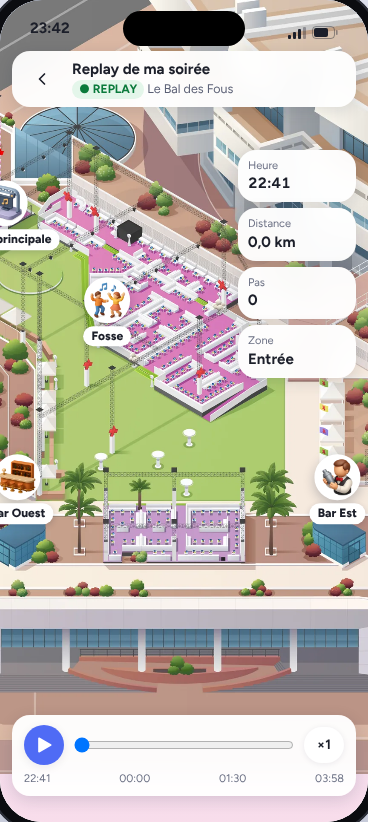 23:42
Replay de ma soirée
REPLAY Le Bal des Fous
Heure
22:41
Distance
0,0 km
Pas
0
Zone
Entrée
principale
Fosse
ar Ouest
Bar Est
×1
22:41 00:00 01:30 03:58